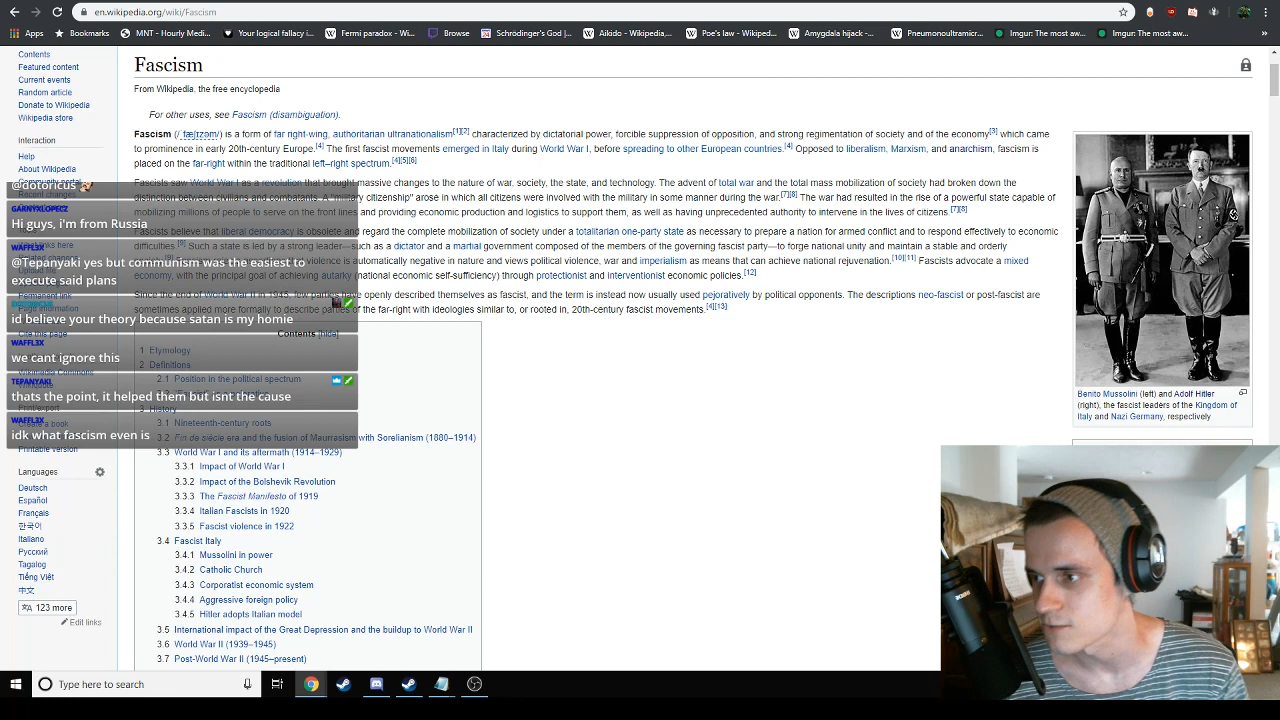 en.wikipedia.org/wiki/Fascism
Apps
Bookmarks
MNT - Hourly Medi...
Your logical fallacy i...
Fermi paradox - Wi...
Browse
Schrödinger's God |...
Aikido - Wikipedia,...
Poe's law - Wikiped...
Amygdala hijack -...
Pneumonoultramicr...
Imgur: The most aw...
Imgur: The most aw...
Contents
Featured content
Current events
Random article
Donate to Wikipedia
Wikipedia store
Interaction
Help
About Wikipedia
@dotoricus
GARNYXLOPECZ
Hi guys, i'm from Russia
WAFFL3X
@Tepanyaki yes but communism was the easiest to
execute said plans
DOTORICUS
id believe your theory because satan is my homie
WAFFL3X
we cant ignore this
TEPANYAKI
thats the point, it helped them but isnt the cause
WAFFL3X
idk what fascism even is
Printable version
Languages
Deutsch
Español
Français
한국어
Italiano
Русский
Tagalog
Tiếng Việt
中文
123 more
Edit links
Fascism
From Wikipedia, the free encyclopedia
For other uses, see Fascism (disambiguation).
Fascism (/ˈfæʃɪzəm/) is a form of far right-wing, authoritarian ultranationalism[1][2] characterized by dictatorial power, forcible suppression of opposition, and strong regimentation of society and of the economy[3] which came
to prominence in early 20th-century Europe.[4] The first fascist movements emerged in Italy during World War I, before spreading to other European countries.[4] Opposed to liberalism, Marxism, and anarchism, fascism is
placed on the far-right within the traditional left–right spectrum.[4][5][6]
Fascists saw World War I as a revolution that brought massive changes to the nature of war, society, the state, and technology. The advent of total war and the total mass mobilization of society had broken down the
distinction between civilians and combatants. A "military citizenship" arose in which all citizens were involved with the military in some manner during the war.[7][8] The war had resulted in the rise of a powerful state capable of
mobilizing millions of people to serve on the front lines and providing economic production and logistics to support them, as well as having unprecedented authority to intervene in the lives of citizens.[7][8]
Fascists believe that liberal democracy is obsolete and regard the complete mobilization of society under a totalitarian one-party state as necessary to prepare a nation for armed conflict and to respond effectively to economic
difficulties.[9] Such a state is led by a strong leader—such as a dictator and a martial government composed of the members of the governing fascist party—to forge national unity and maintain a stable and orderly
violence is automatically negative in nature and views political violence, war and imperialism as means that can achieve national rejuvenation.[10][11] Fascists advocate a mixed
economy, with the principal goal of achieving autarky (national economic self-sufficiency) through protectionist and interventionist economic policies.[12]
Since the end of World War II in 1945, few parties have openly described themselves as fascist, and the term is instead now usually used pejoratively by political opponents. The descriptions neo-fascist or post-fascist are
sometimes applied more formally to describe parties of the far-right with ideologies similar to, or rooted in, 20th-century fascist movements.[4][13]
Contents [hide]
1 Etymology
2 Definitions
2.1 Position in the political spectrum
3 History
3.1 Nineteenth-century roots
3.2 Fin de siècle era and the fusion of Maurrasism with Sorelianism (1880–1914)
3.3 World War I and its aftermath (1914–1929)
3.3.1 Impact of World War I
3.3.2 Impact of the Bolshevik Revolution
3.3.3 The Fascist Manifesto of 1919
3.3.4 Italian Fascists in 1920
3.3.5 Fascist violence in 1922
3.4 Fascist Italy
3.4.1 Mussolini in power
3.4.2 Catholic Church
3.4.3 Corporatist economic system
3.4.4 Aggressive foreign policy
3.4.5 Hitler adopts Italian model
3.5 International impact of the Great Depression and the buildup to World War II
3.6 World War II (1939–1945)
3.7 Post-World War II (1945–present)
Benito Mussolini (left) and Adolf Hitler
(right), the fascist leaders of the Kingdom of
Italy and Nazi Germany, respectively
Type here to search